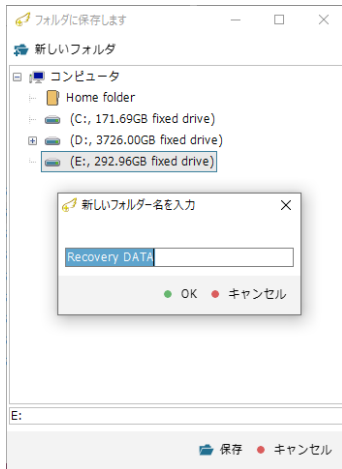 フォルダに保存します
新しいフォルダ
コンピュータ
Home folder
(C:, 171.69GB fixed drive)
(D:, 3726.00GB fixed drive)
(E:, 292.96GB fixed drive)
新しいフォルダー名を入力
Recovery DATA
OK キャンセル
E:
保存 キャンセル